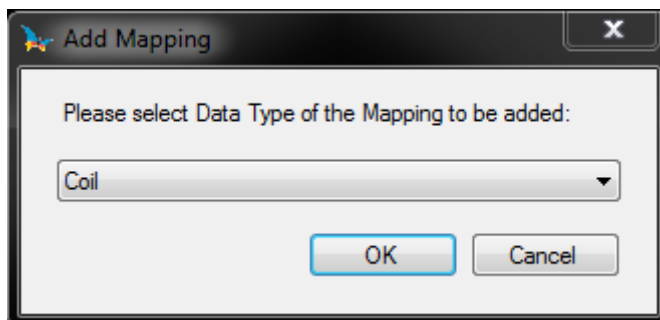 Add Mapping
Please select Data Type of the Mapping to be added:
Coil
OK Cancel